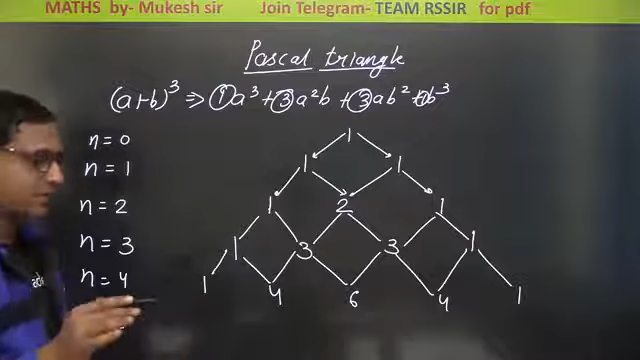 MATHS by- Mukesh sir Join Telegram- TEAM RSSIR for pdf
Pascal triangle
(a+b)³ ⇒ 1a³ + 3a²b + 3ab² + 1b³
n = 0 1
n = 1 1 1
n = 2 1 2 1
n = 3 1 3 3 1
n = 4 1 4 6 4 1